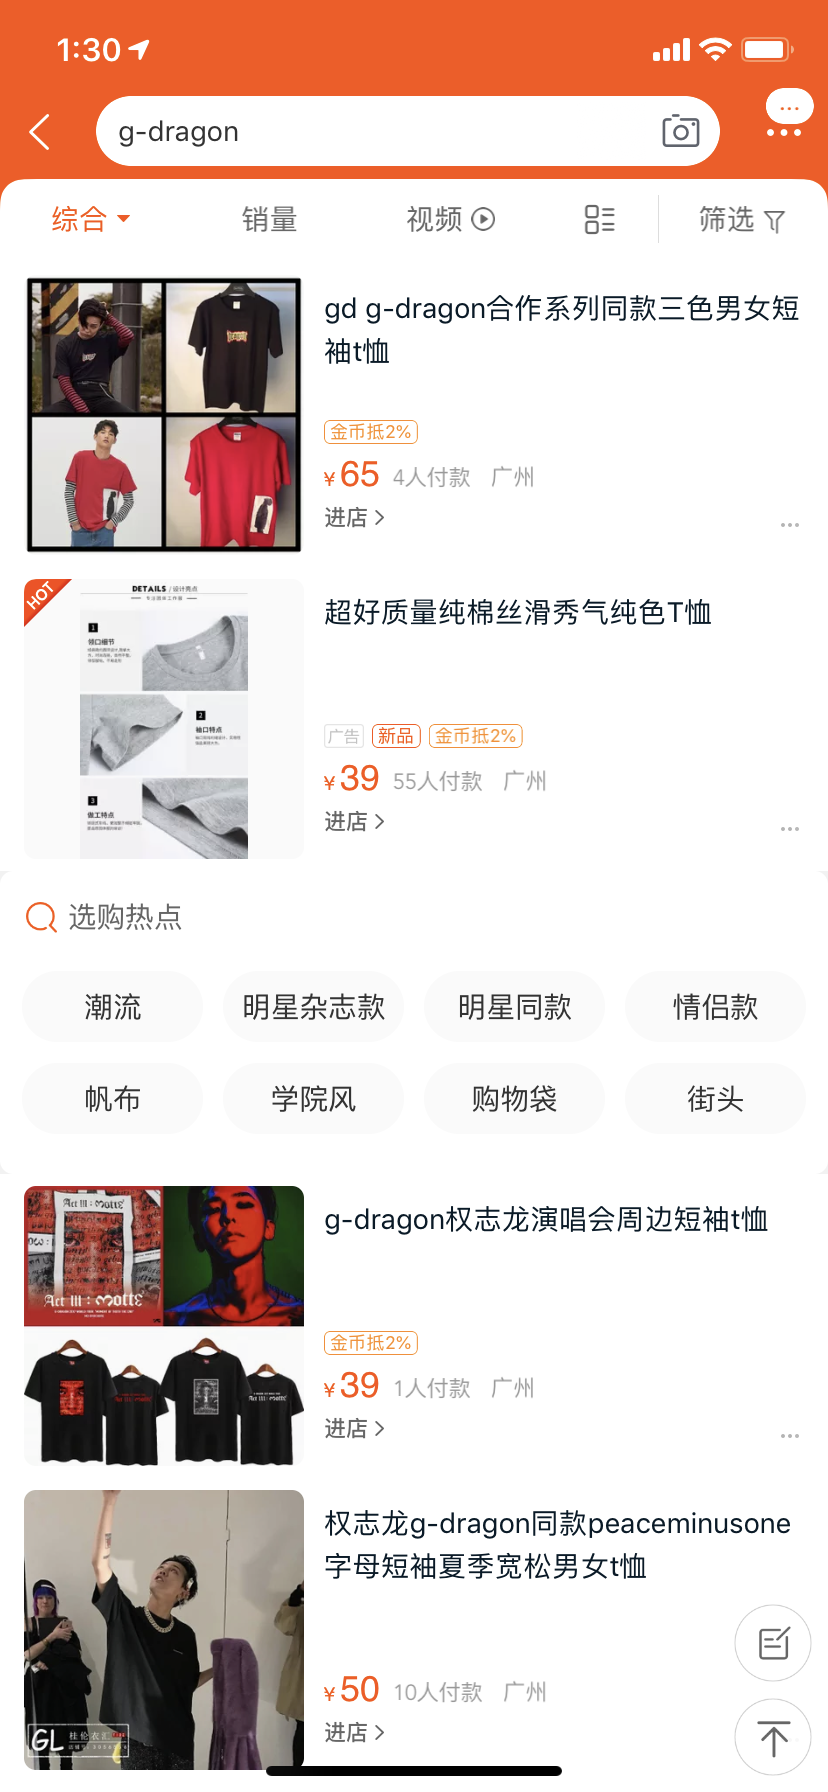 1:30
g-dragon
综合
销量
视频
筛选
gd g-dragon合作系列同款三色男女短
袖t恤
金币抵2%
¥65 4人付款 广州
进店 >
HOT
DETAILS / 设计亮点
1
领口细节
2
袖口特点
3
做工特点
超好质量纯棉丝滑秀气纯色T恤
广告 新品 金币抵2%
¥39 55人付款 广州
进店 >
选购热点
潮流 明星杂志款 明星同款 情侣款
帆布 学院风 购物袋 街头
Act III : MOTTE
Act III : MOTTE
g-dragon权志龙演唱会周边短袖t恤
金币抵2%
¥39 1人付款 广州
进店 >
权志龙g-dragon同款peaceminusone
字母短袖夏季宽松男女t恤
¥50 10人付款 广州
进店 >
GL 桂伦衣汇